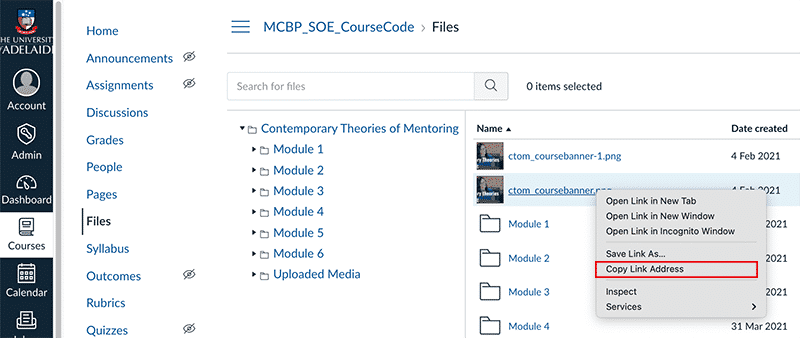 THE UNIVERSITY
ADELAIDE
Account
Admin
Dashboard
Courses
Calendar
Home
Announcements
Assignments
Discussions
Grades
People
Pages
Files
Syllabus
Outcomes
Rubrics
Quizzes
MCBP_SOE_CourseCode › Files
Search for files
0 items selected
Contemporary Theories of Mentoring
Module 1
Module 2
Module 3
Module 4
Module 5
Module 6
Uploaded Media
Name
Date created
ctom_coursebanner-1.png
4 Feb 2021
ctom_coursebanner.png
4 Feb 2021
Module 1
Module 2
Module 3
Module 4
31 Mar 2021
Open Link in New Tab
Open Link in New Window
Open Link in Incognito Window
Save Link As...
Copy Link Address
Inspect
Services